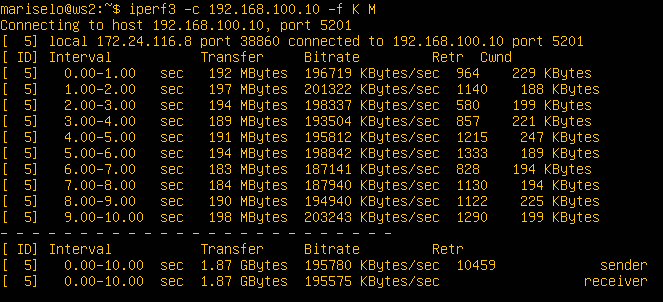 mariselo@ws2:~$ iperf3 -c 192.168.100.10 -f K M
Connecting to host 192.168.100.10, port 5201
[  5] local 172.24.116.8 port 38860 connected to 192.168.100.10 port 5201
[ ID] Interval           Transfer     Bitrate         Retr  Cwnd
[  5]   0.00-1.00   sec   192 MBytes  196719 KBytes/sec  964    229 KBytes
[  5]   1.00-2.00   sec   197 MBytes  201322 KBytes/sec  1140    188 KBytes
[  5]   2.00-3.00   sec   194 MBytes  198337 KBytes/sec  580    199 KBytes
[  5]   3.00-4.00   sec   189 MBytes  193504 KBytes/sec  857    221 KBytes
[  5]   4.00-5.00   sec   191 MBytes  195812 KBytes/sec  1215    247 KBytes
[  5]   5.00-6.00   sec   194 MBytes  198842 KBytes/sec  1333    189 KBytes
[  5]   6.00-7.00   sec   183 MBytes  187141 KBytes/sec  828    194 KBytes
[  5]   7.00-8.00   sec   184 MBytes  187940 KBytes/sec  1130    194 KBytes
[  5]   8.00-9.00   sec   190 MBytes  194940 KBytes/sec  1122    225 KBytes
[  5]   9.00-10.00  sec   198 MBytes  203243 KBytes/sec  1290    199 KBytes
- - - - - - - - - - - - - - - - - - - - - - - - -
[ ID] Interval           Transfer     Bitrate         Retr
[  5]   0.00-10.00  sec  1.87 GBytes  195780 KBytes/sec  10459             sender
[  5]   0.00-10.00  sec  1.87 GBytes  195575 KBytes/sec                  receiver